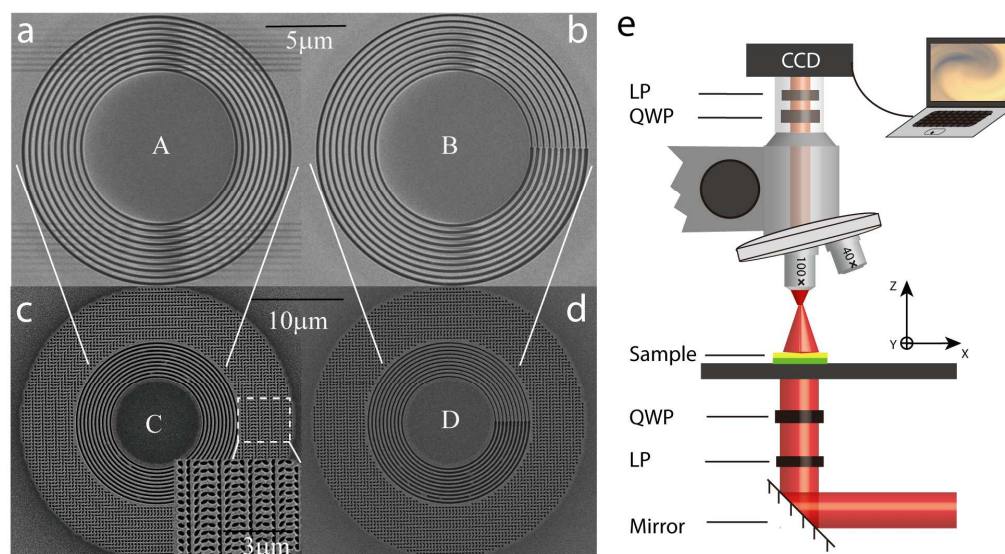 a
b
5μm
A
B
c
d
10μm
C
D
3μm
e
CCD
LP
QWP
100×
40×
Z
Y
X
Sample
QWP
LP
Mirror